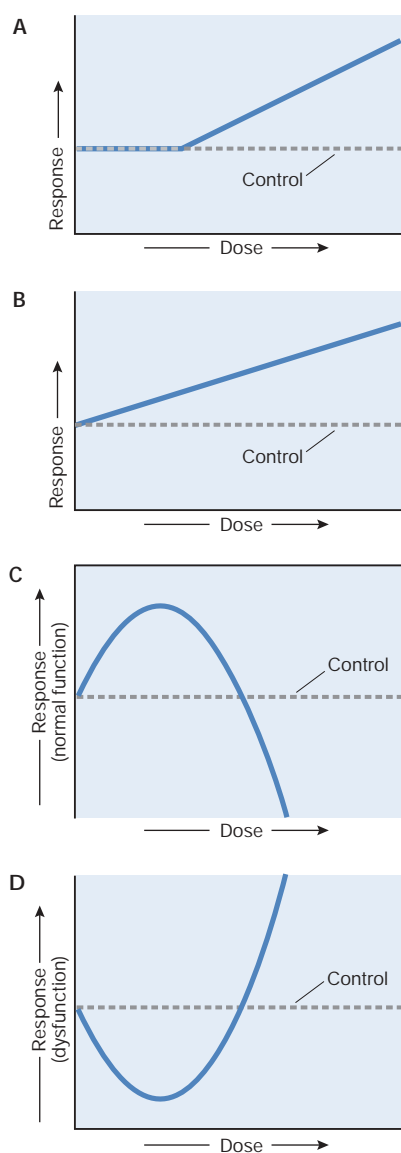 A
Response
Control
Dose
B
Response
Control
Dose
C
Response
(normal function)
Control
Dose
D
Response
(dysfunction)
Control
Dose